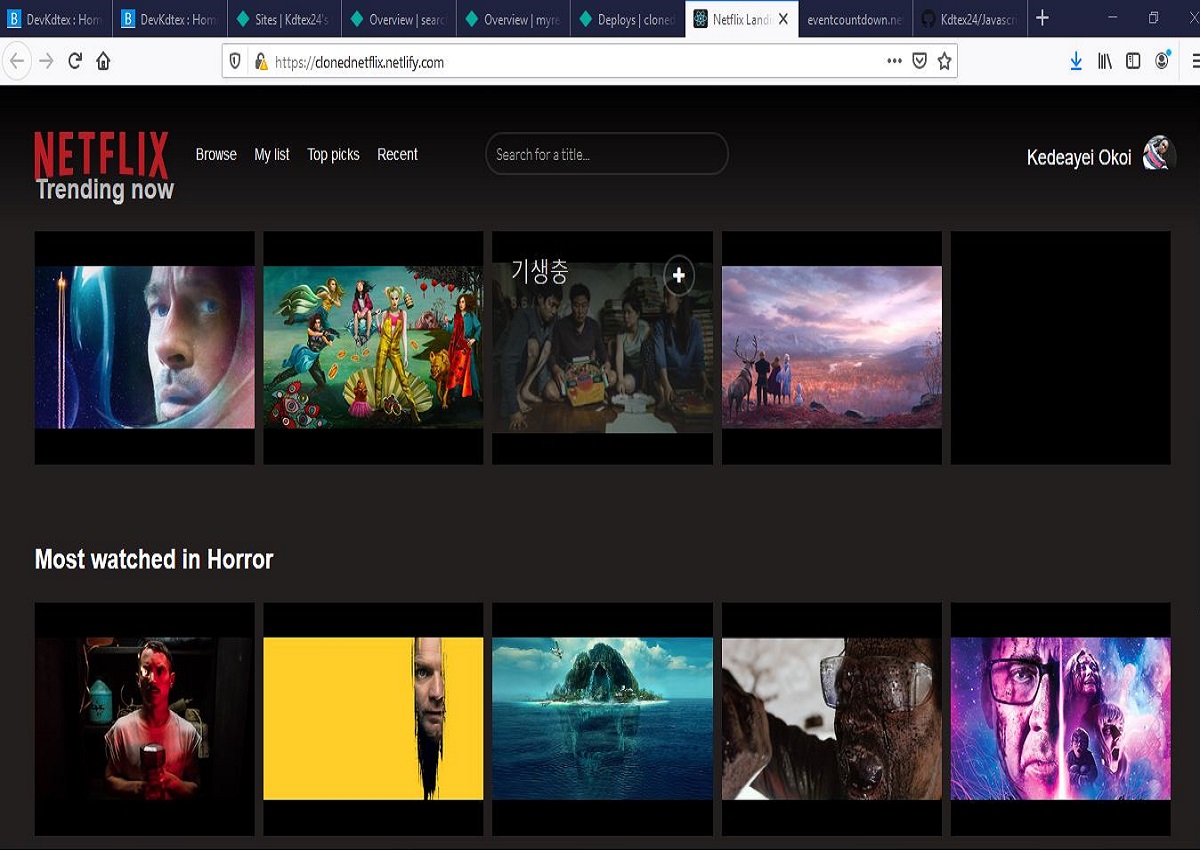 DevKdtex : Hom
DevKdtex : Hom
Sites | Kdtex24's
Overview | searc
Overview | myre
Deploys | cloned
Netflix Landi
eventcountdown.ne
Kdtex24/Javascri
https://clonednetflix.netlify.com
NETFLIX
Browse
My list
Top picks
Recent
Search for a title...
Kedeayei Okoi
Trending now
기생충
Most watched in Horror